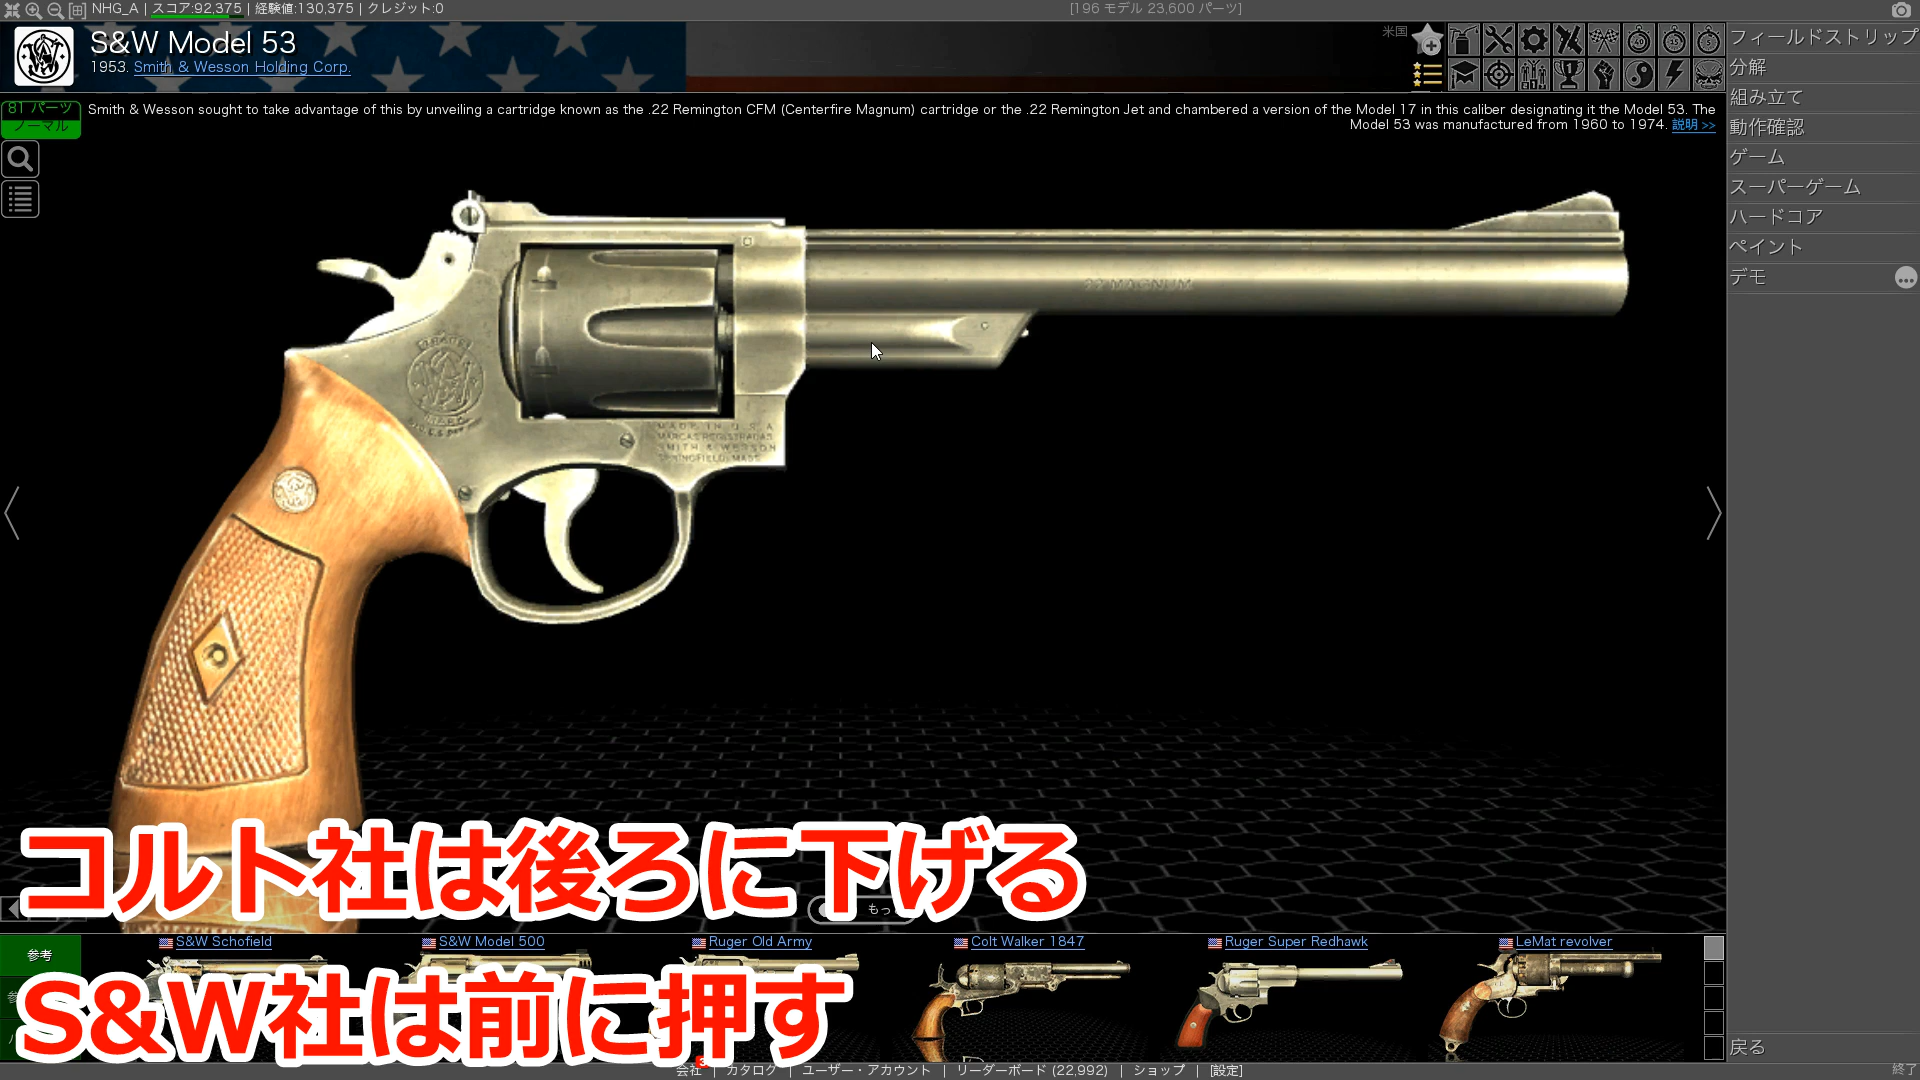 NHG_A | スコア:92,375 | 経験値:130,375 | クレジット:0
[196 モデル 23,600 パーツ]
S&W Model 53
1953. Smith & Wesson Holding Corp.
米国
81 パーツ
ノーマル
Smith & Wesson sought to take advantage of this by unveiling a cartridge known as the .22 Remington CFM (Centerfire Magnum) cartridge or the .22 Remington Jet and chambered a version of the Model 17 in this caliber designating it the Model 53. The
Model 53 was manufactured from 1960 to 1974. 説明 >>
フィールドストリップ
分解
組み立て
動作確認
ゲーム
スーパーゲーム
ハードコア
ペイント
デモ
22 MAGNUM
MADE IN U.S.A
MARCAS REGISTRADAS
SMITH & WESSON
SPRINGFIELD, MASS
コルト社は後ろに下げる
もっ
参考
S&W Schofield
S&W Model 500
Ruger Old Army
Colt Walker 1847
Ruger Super Redhawk
LeMat revolver
S&W社は前に押す
戻る
会社 | カタログ | ユーザー・アカウント | リーダーボード (22,992) | ショップ | [設定]
終了